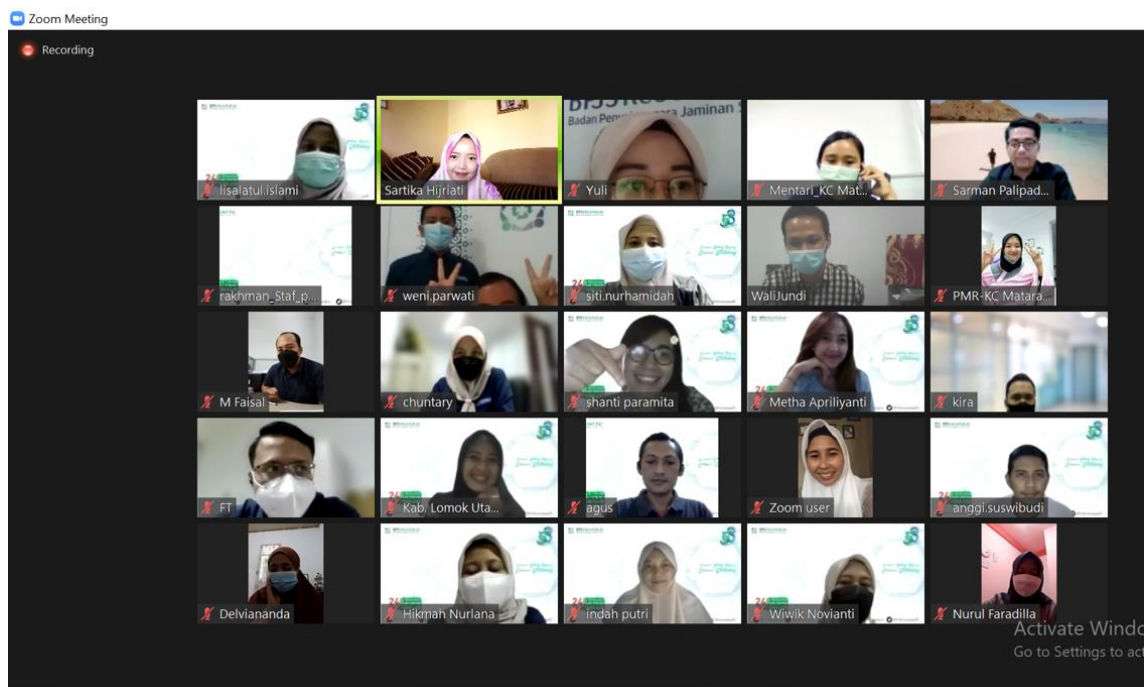 Zoom Meeting
Recording
lisalatul.islami
Sartika Hijriati
Badan Jaminan S
Yuli
Mentari_KC Mat...
Sarman Palipad...
rakhman_Staf_p...
weni.parwati
siti.nurhamidah
WaliJundi
PMR-KC Matara...
M Faisal
chuntary
shanti paramita
Metha Apriliyanti
kira
FT
Kab. Lomok Uta...
agus
Zoom user
anggi.suswibudi
Delviananda
Hikmah Nurlana
indah putri
Wiwik Novianti
Nurul Faradilla
Activate Windo
Go to Settings to act